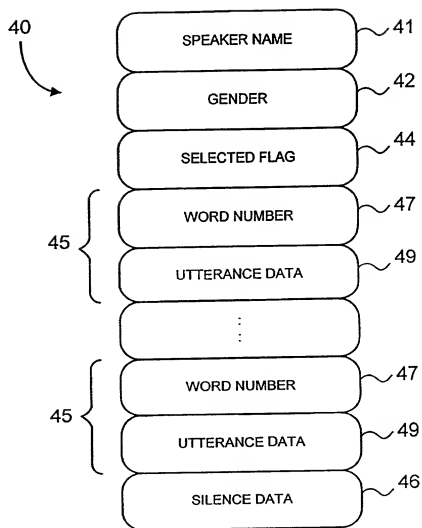 40
SPEAKER NAME 41
GENDER 42
SELECTED FLAG 44
45
WORD NUMBER 47
UTTERANCE DATA 49
⋮
45
WORD NUMBER 47
UTTERANCE DATA 49
SILENCE DATA 46